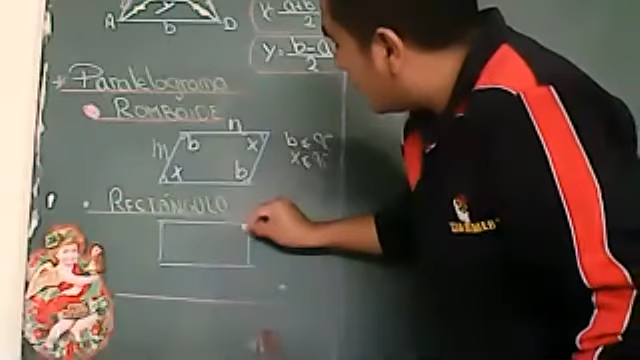 A b D
x = a+b/2
y = b-a/2
* Paralelogramo
ROMBOIDE
n
m b x
x b
RECTÁNGULO